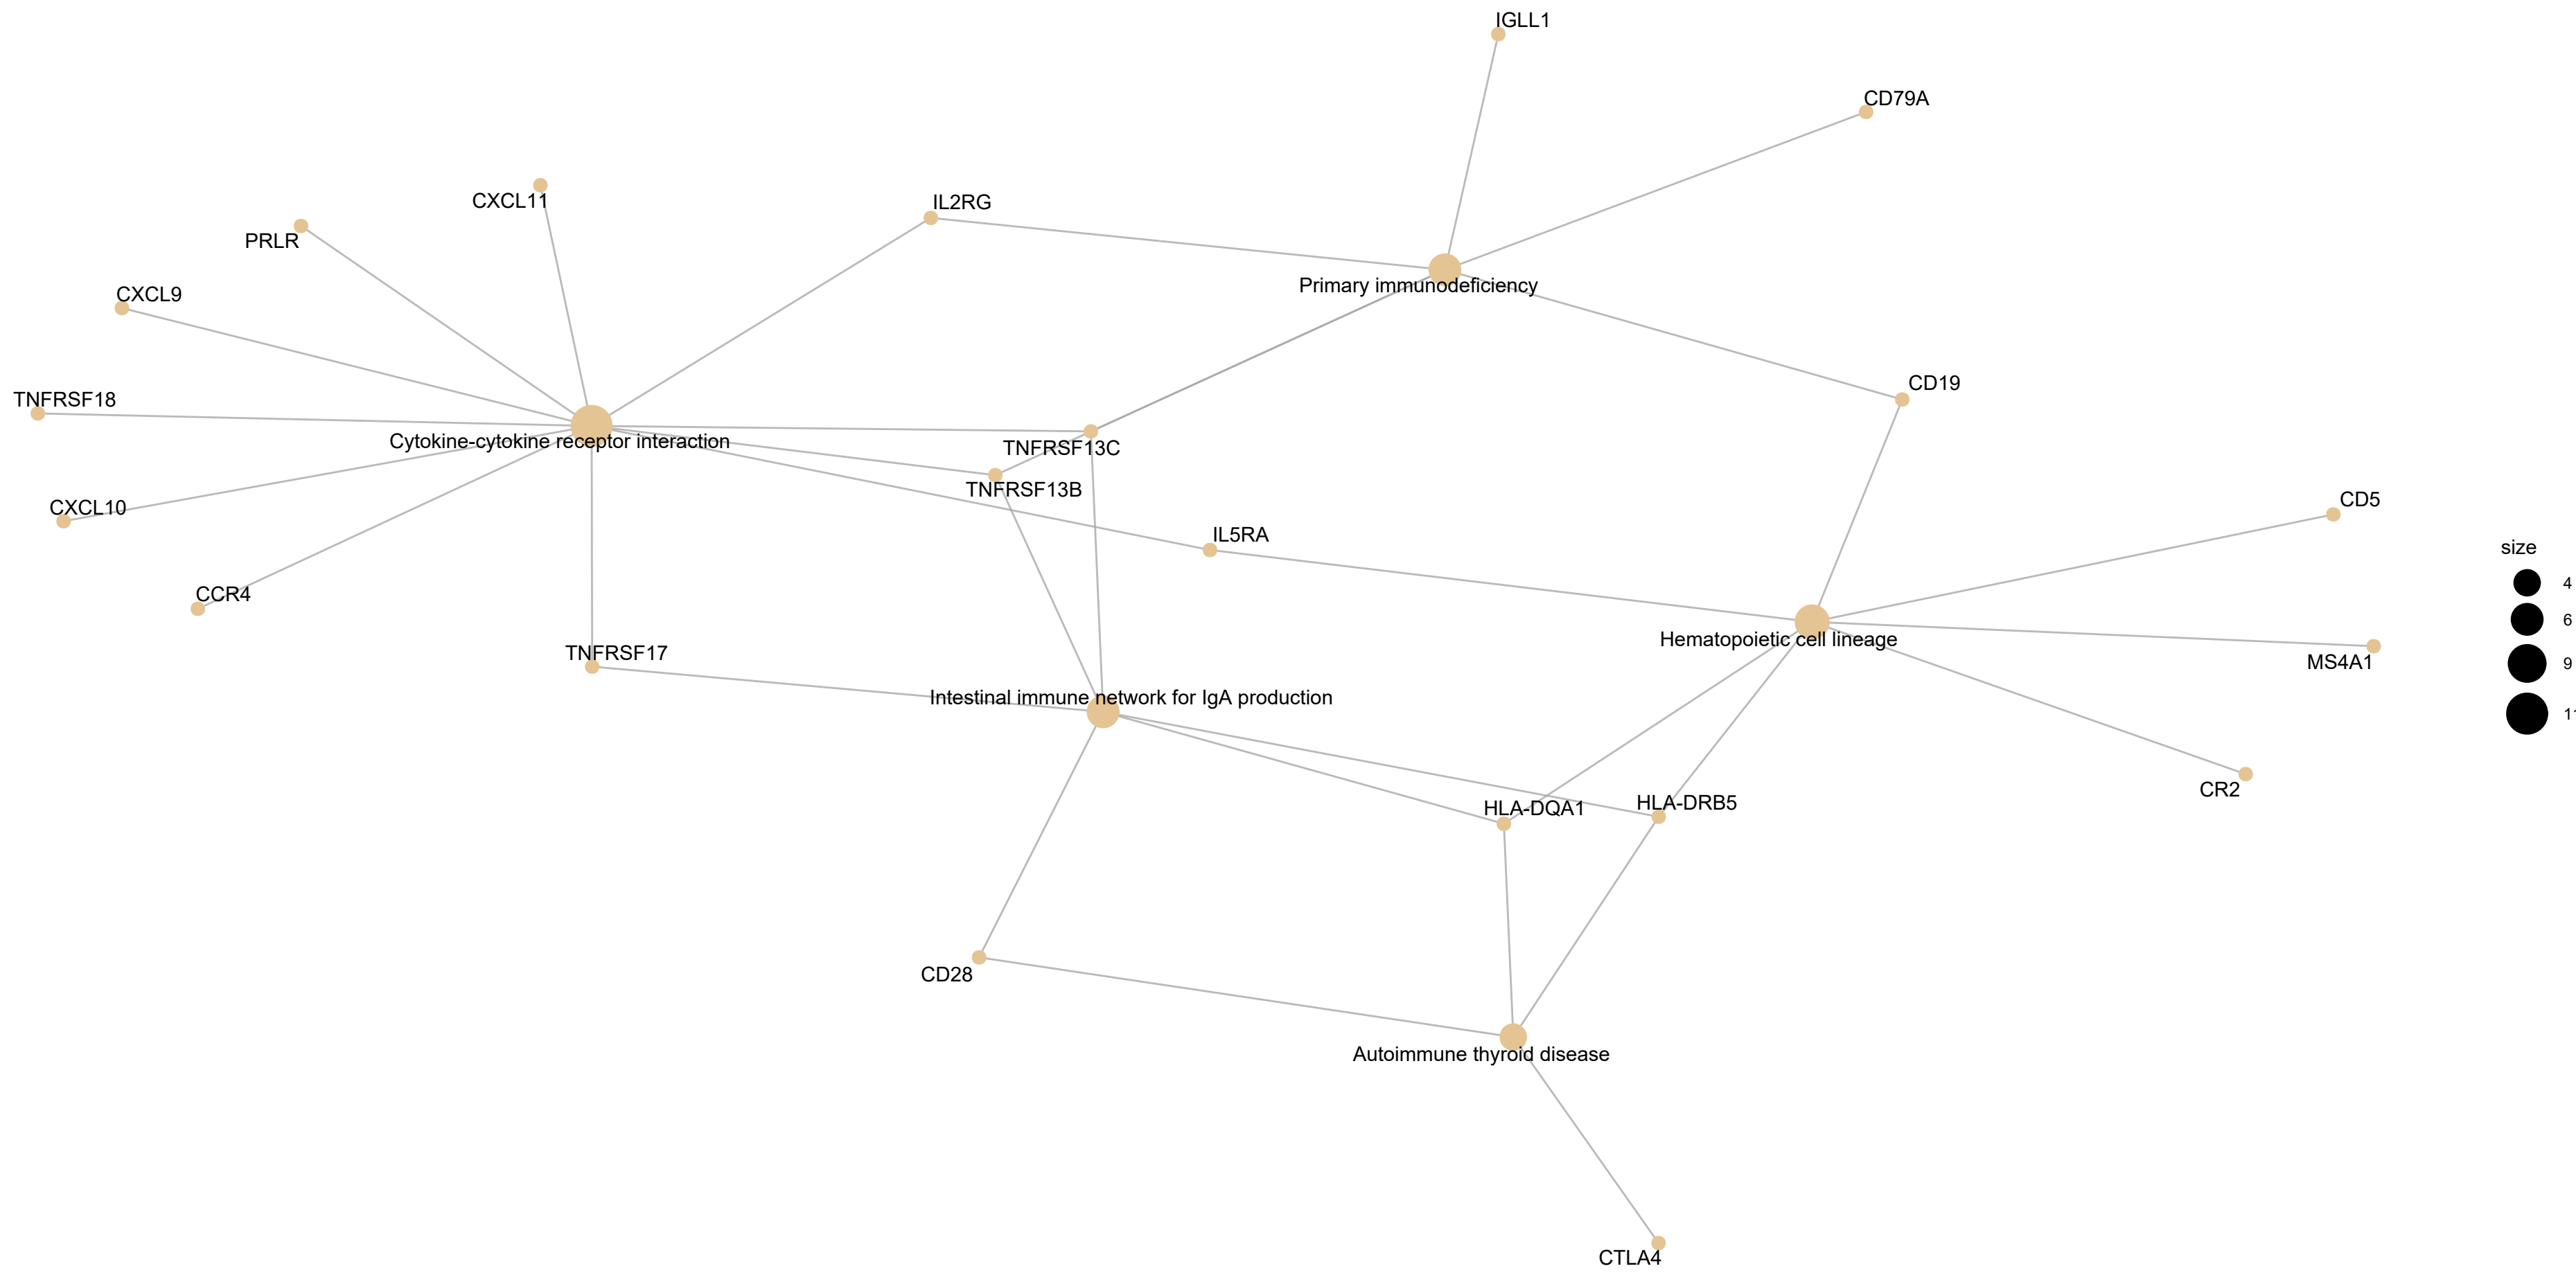 IGLL1
CD79A
CXCL11
IL2RG
PRLR
Primary immunodeficiency
CXCL9
CD19
TNFRSF18
Cytokine-cytokine receptor interaction
TNFRSF13C
TNFRSF13B
CD5
CXCL10
IL5RA
size
4
CCR4
6
Hematopoietic cell lineage
TNFRSF17
MS4A1
9
Intestinal immune network for IgA production
11
CR2
HLA-DRB5
HLA-DQA1
CD28
Autoimmune thyroid disease
CTLA4